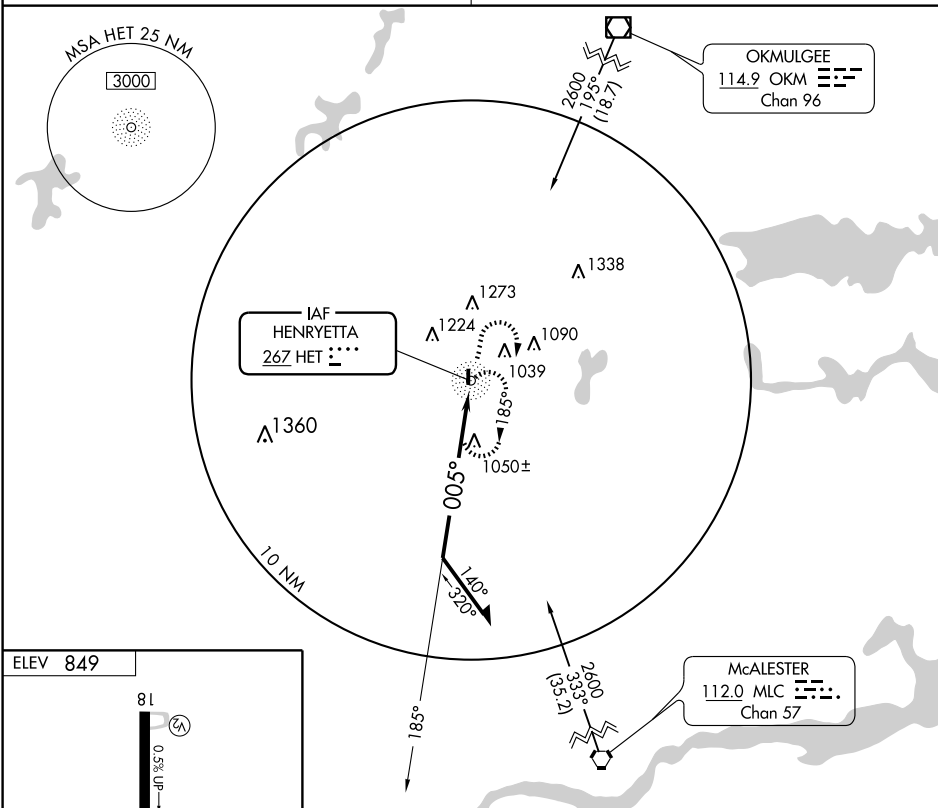 MSA HET 25 NM
3000
OKMULGEE
114.9 OKM
Chan 96
2600
195°
(18.7)
1338
1273
1224
1090
1039
IAF
HENRYETTA
267 HET
185°
1360
1050±
005°
10 NM
140°
320°
2600
333°
(35.2)
McALESTER
112.0 MLC
Chan 57
185°
ELEV 849
18
V2
0.5% UP